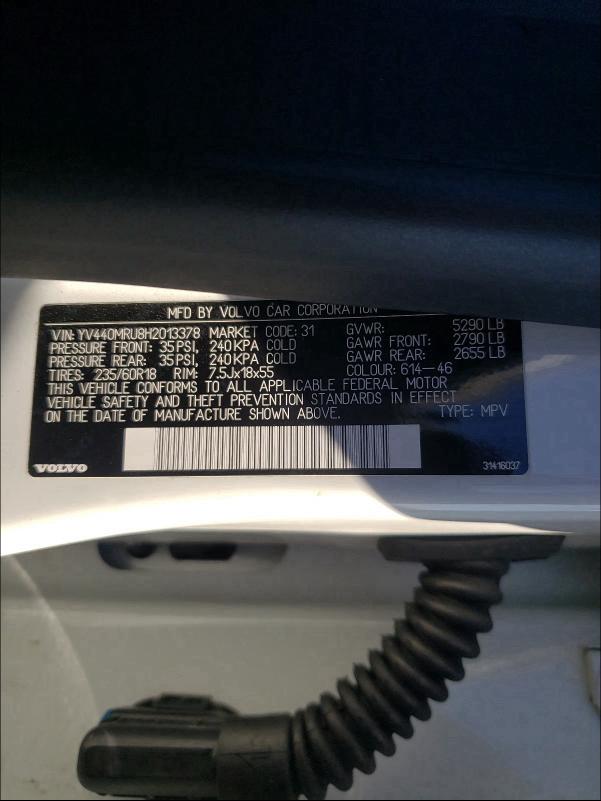 MFD BY VOLVO CAR CORPORATION
VIN: YV440MRU8H2013378 MARKET CODE: 31 GVWR: 5290 LB
PRESSURE FRONT: 35 PSI, 240 KPA COLD GAWR FRONT: 2790 LB
PRESSURE REAR: 35 PSI, 240 KPA COLD GAWR REAR: 2655 LB
TIRES: 235/60R18 RIM: 7.5Jx18x55 COLOUR: 614-46
THIS VEHICLE CONFORMS TO ALL APPLICABLE FEDERAL MOTOR
VEHICLE SAFETY AND THEFT PREVENTION STANDARDS IN EFFECT
ON THE DATE OF MANUFACTURE SHOWN ABOVE. TYPE: MPV
VOLVO 31416037